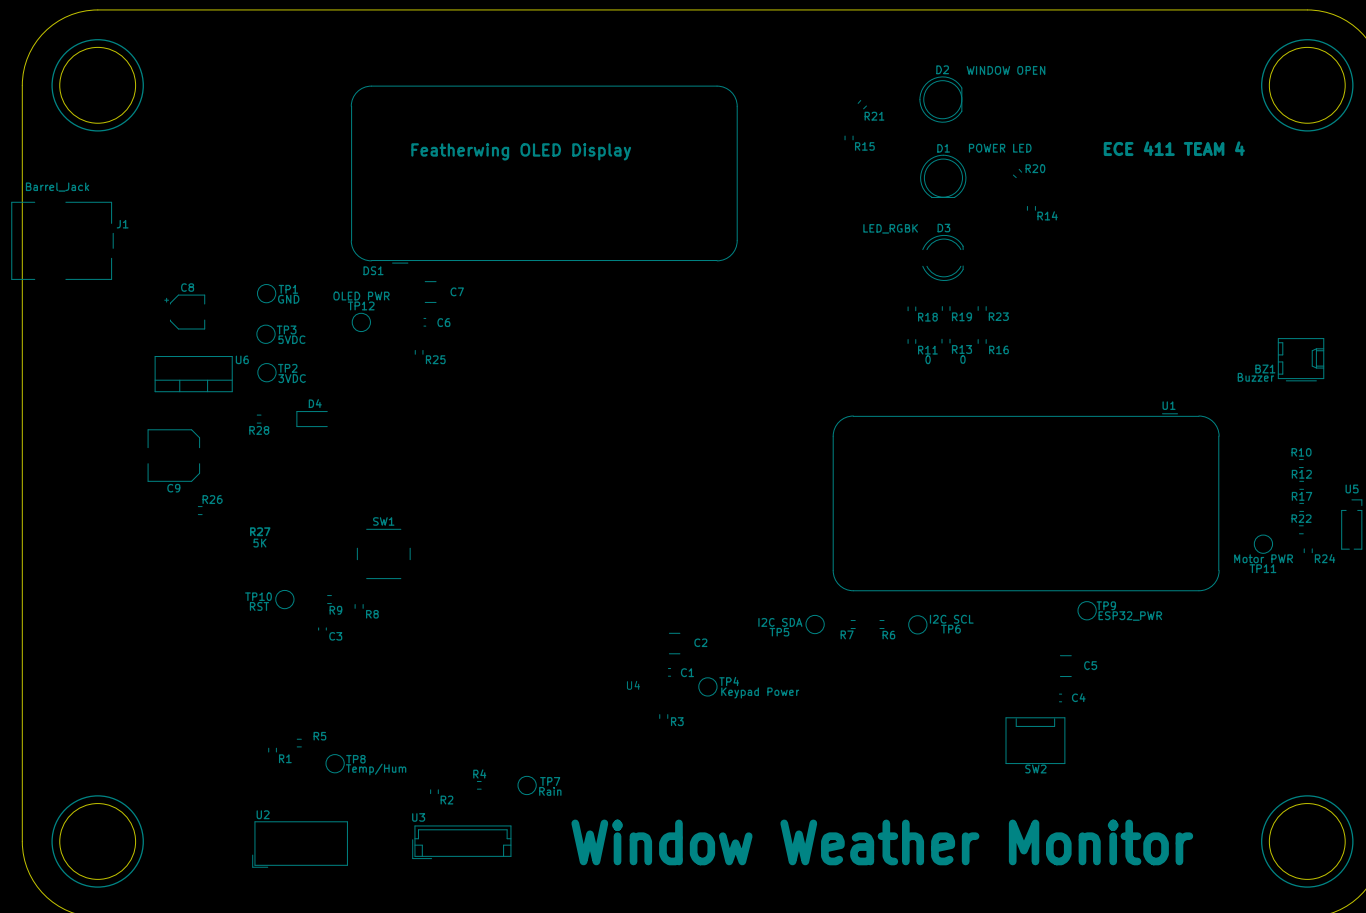 D2 WINDOW OPEN
R21
Featherwing OLED Display
R15
D1 POWER LED
ECE 411 TEAM 4
R20
Barrel_Jack
J1
R14
LED_RGBK D3
DS1
C8
TP1
GND
OLED PWR
TP12
C7
R18 R19 R23
C6
TP3
5VDC
U6
R25
R11 R13 R16
0 0
TP2
3VDC
BZ1
Buzzer
D4
U1
R28
R10
R12
C9
R26
R17
U5
R22
SW1
R27
5K
Motor PWR
TP11
R24
TP10
RST
R9
R8
TP9
ESP32_PWR
I2C SDA
TP5
R7
R6
I2C SCL
TP6
C3
C2
C1
C5
U4
TP4
Keypad Power
C4
R3
R5
R1
TP8
Temp/Hum
SW2
R4
TP7
Rain
R2
U2
U3
Window Weather Monitor